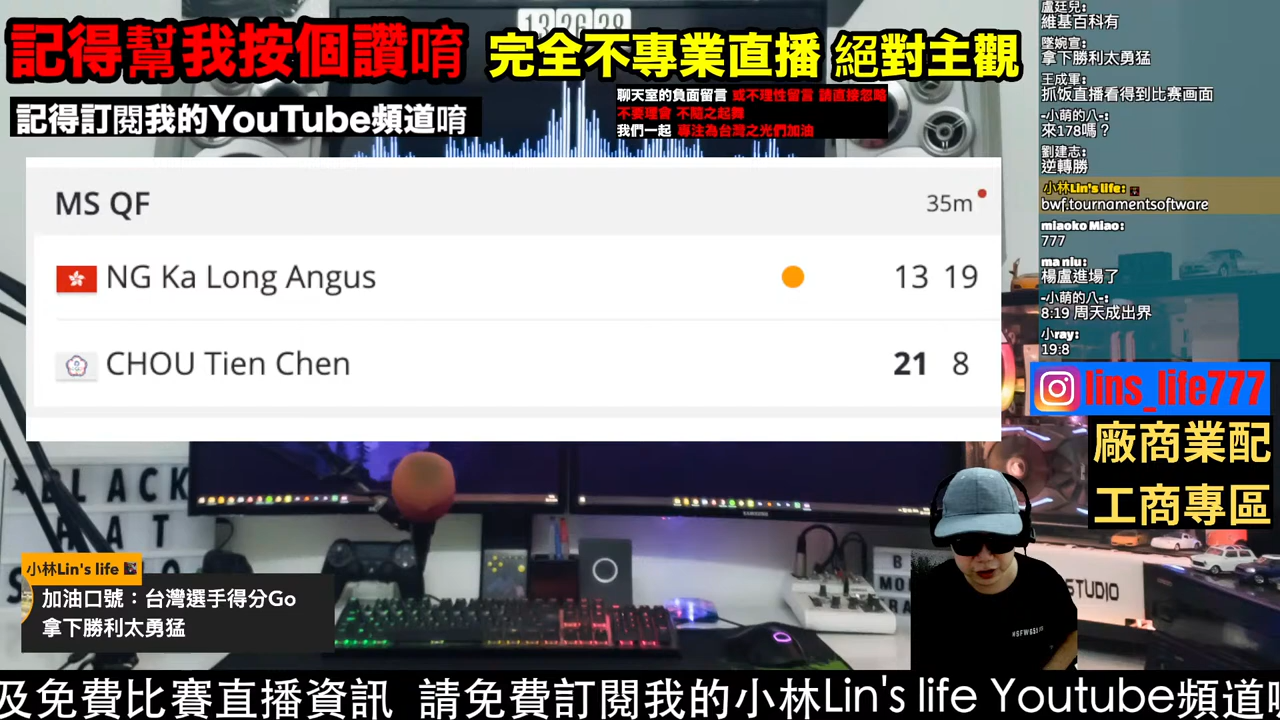 13 26 28
記得幫我按個讚唷
完全不專業直播 絕對主觀
記得訂閱我的YouTube頻道唷
聊天室的負面留言 或不理性留言 請直接忽略
不要理會 不隨之起舞
我們一起 專注為台灣之光們加油
MS QF
35m
NG Ka Long Angus
13 19
CHOU Tien Chen
21 8
盧廷兒:
維基百科有
墜婉宣:
拿下勝利太勇猛
王成軍:
抓饭直播看得到比赛画面
-小萌的八-:
來178嗎？
劉建志:
逆轉勝
小林Lin's life:
bwf.tournamentsoftware
miaoko Miao:
777
ma niu:
楊盧進場了
-小萌的八-:
8:19 周天成出界
小ray:
19:8
lins_life777
廠商業配
工商專區
BLACK
SAMSUNG
STUDIO
小林Lin's life
加油口號：台灣選手得分Go
拿下勝利太勇猛
及免費比賽直播資訊 請免費訂閱我的小林Lin's life Youtube頻道唷